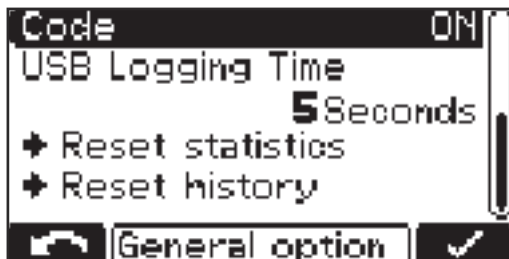 Code ON
USB Logging Time
5 Seconds
Reset statistics
Reset history
General option